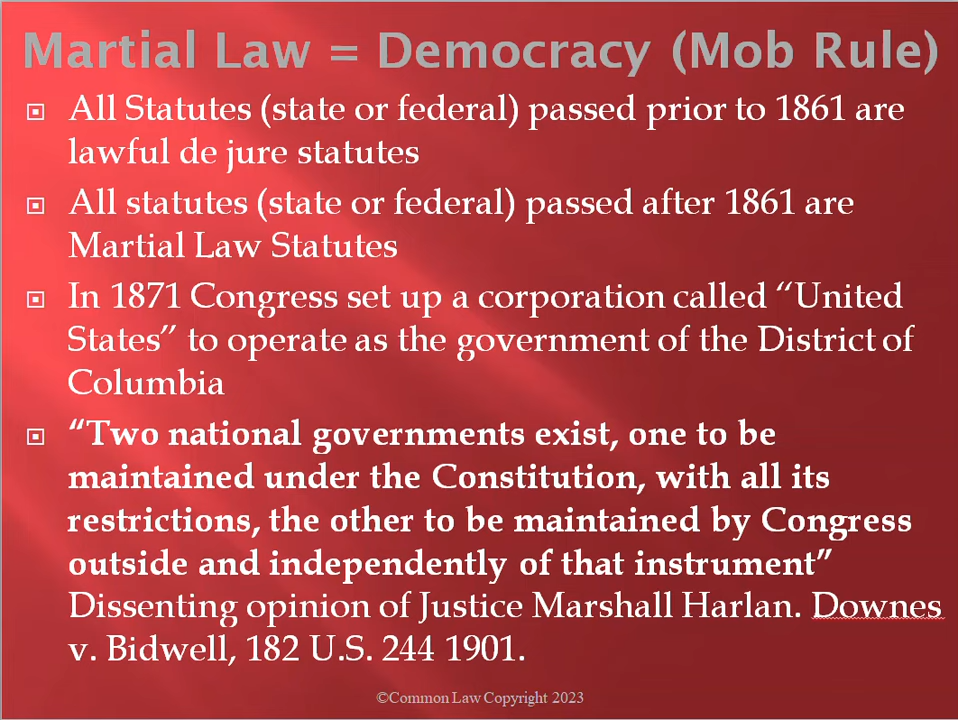 Martial Law = Democracy (Mob Rule)
All Statutes (state or federal) passed prior to 1861 are
lawful de jure statutes
All statutes (state or federal) passed after 1861 are
Martial Law Statutes
In 1871 Congress set up a corporation called “United
States” to operate as the government of the District of
Columbia
“Two national governments exist, one to be
maintained under the Constitution, with all its
restrictions, the other to be maintained by Congress
outside and independently of that instrument”
Dissenting opinion of Justice Marshall Harlan. Downes
v. Bidwell, 182 U.S. 244 1901.
©Common Law Copyright 2023